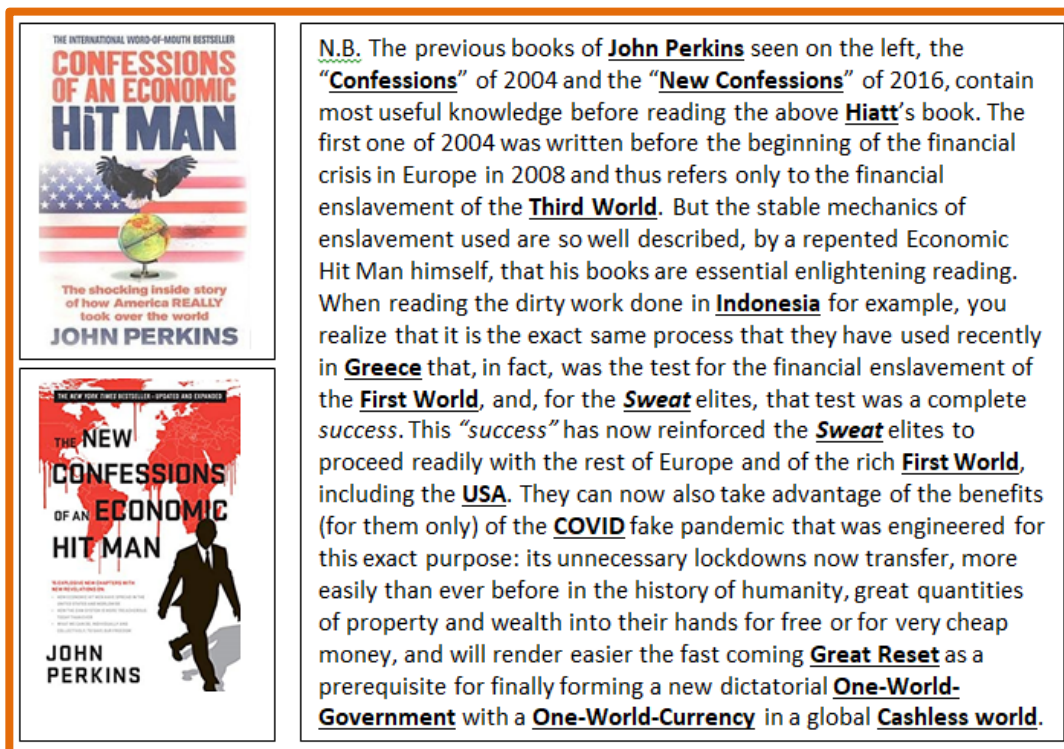 THE INTERNATIONAL WORD-OF-MOUTH BESTSELLER
CONFESSIONS
OF AN ECONOMIC
HiT MAN
The shocking inside story
of how America REALLY
took over the world
JOHN PERKINS
THE NEW YORK TIMES BESTSELLER—UPDATED AND EXPANDED
THE NEW
CONFESSIONS
OF AN ECONOMIC
HIT MAN
15 EXPLOSIVE NEW CHAPTERS WITH
NEW REVELATIONS ON:
JOHN
PERKINS
N.B. The previous books of John Perkins seen on the left, the
“Confessions” of 2004 and the “New Confessions” of 2016, contain
most useful knowledge before reading the above Hiatt’s book. The
first one of 2004 was written before the beginning of the financial
crisis in Europe in 2008 and thus refers only to the financial
enslavement of the Third World. But the stable mechanics of
enslavement used are so well described, by a repented Economic
Hit Man himself, that his books are essential enlightening reading.
When reading the dirty work done in Indonesia for example, you
realize that it is the exact same process that they have used recently
in Greece that, in fact, was the test for the financial enslavement of
the First World, and, for the Sweat elites, that test was a complete
success. This “success” has now reinforced the Sweat elites to
proceed readily with the rest of Europe and of the rich First World,
including the USA. They can now also take advantage of the benefits
(for them only) of the COVID fake pandemic that was engineered for
this exact purpose: its unnecessary lockdowns now transfer, more
easily than ever before in the history of humanity, great quantities
of property and wealth into their hands for free or for very cheap
money, and will render easier the fast coming Great Reset as a
prerequisite for finally forming a new dictatorial One-World-
Government with a One-World-Currency in a global Cashless world.